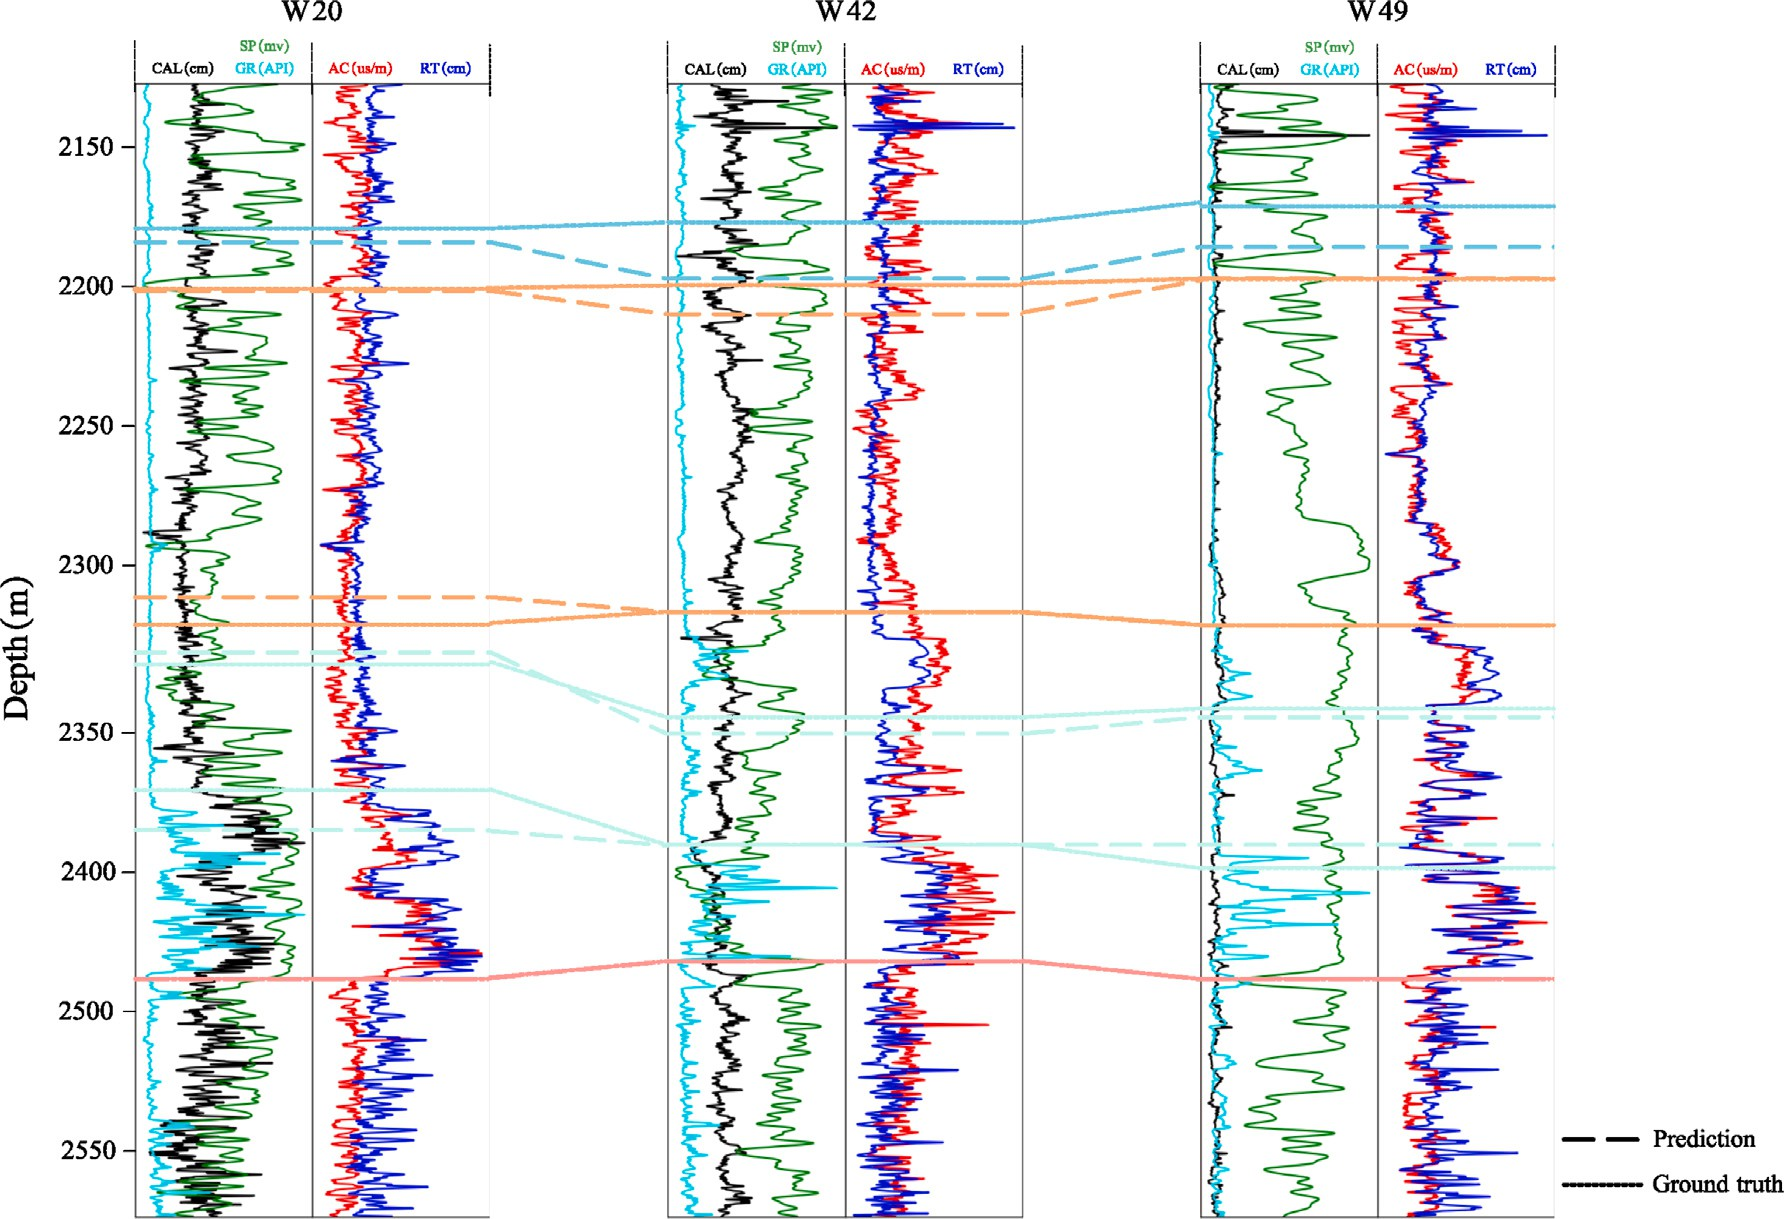 W20 W42 W49
SP (mv) SP (mv) SP (mv)
CAL (cm) GR (API) AC (us/m) RT (cm) CAL (cm) GR (API) AC (us/m) RT (cm) CAL (cm) GR (API) AC (us/m) RT (cm)
2150
2200
2250
2300
Depth (m)
2350
2400
2500
2550
Prediction
Ground truth